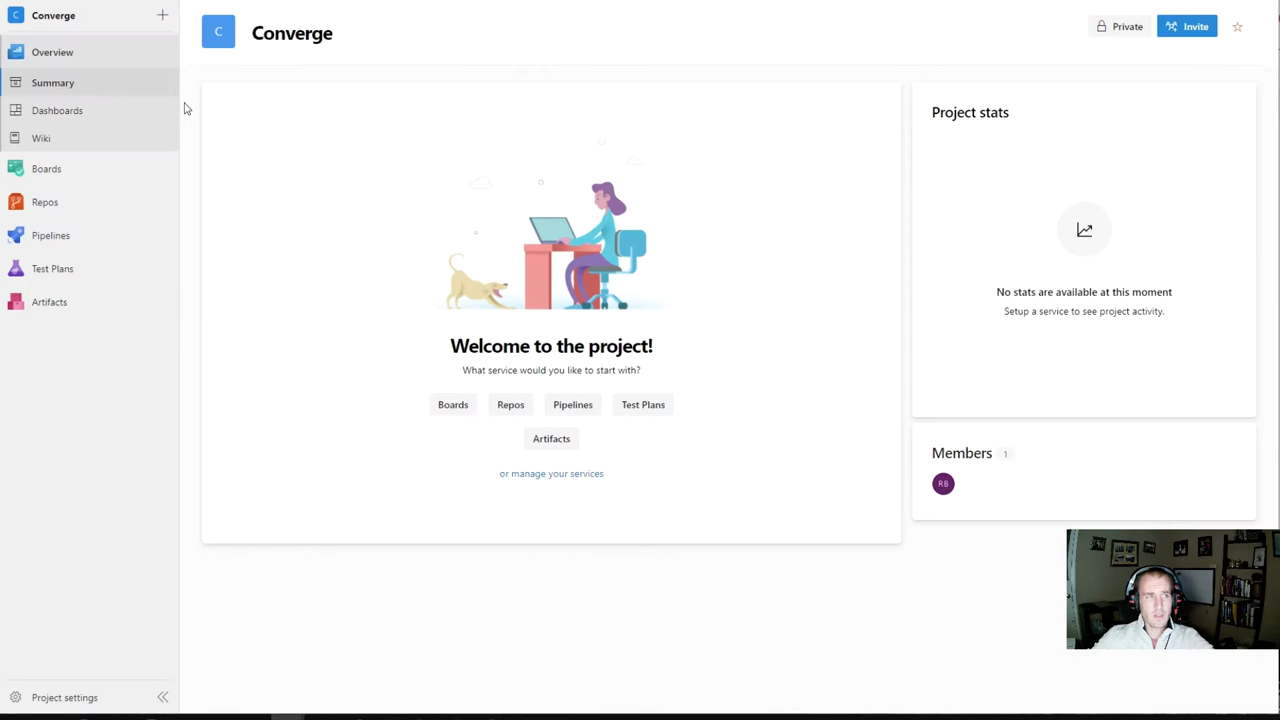 C Converge
Overview
Summary
Dashboards
Wiki
Boards
Repos
Pipelines
Test Plans
Artifacts
Project settings
C Converge
Private
Invite
Welcome to the project!
What service would you like to start with?
Boards Repos Pipelines Test Plans
Artifacts
or manage your services
Project stats
No stats are available at this moment
Setup a service to see project activity.
Members 1
RB